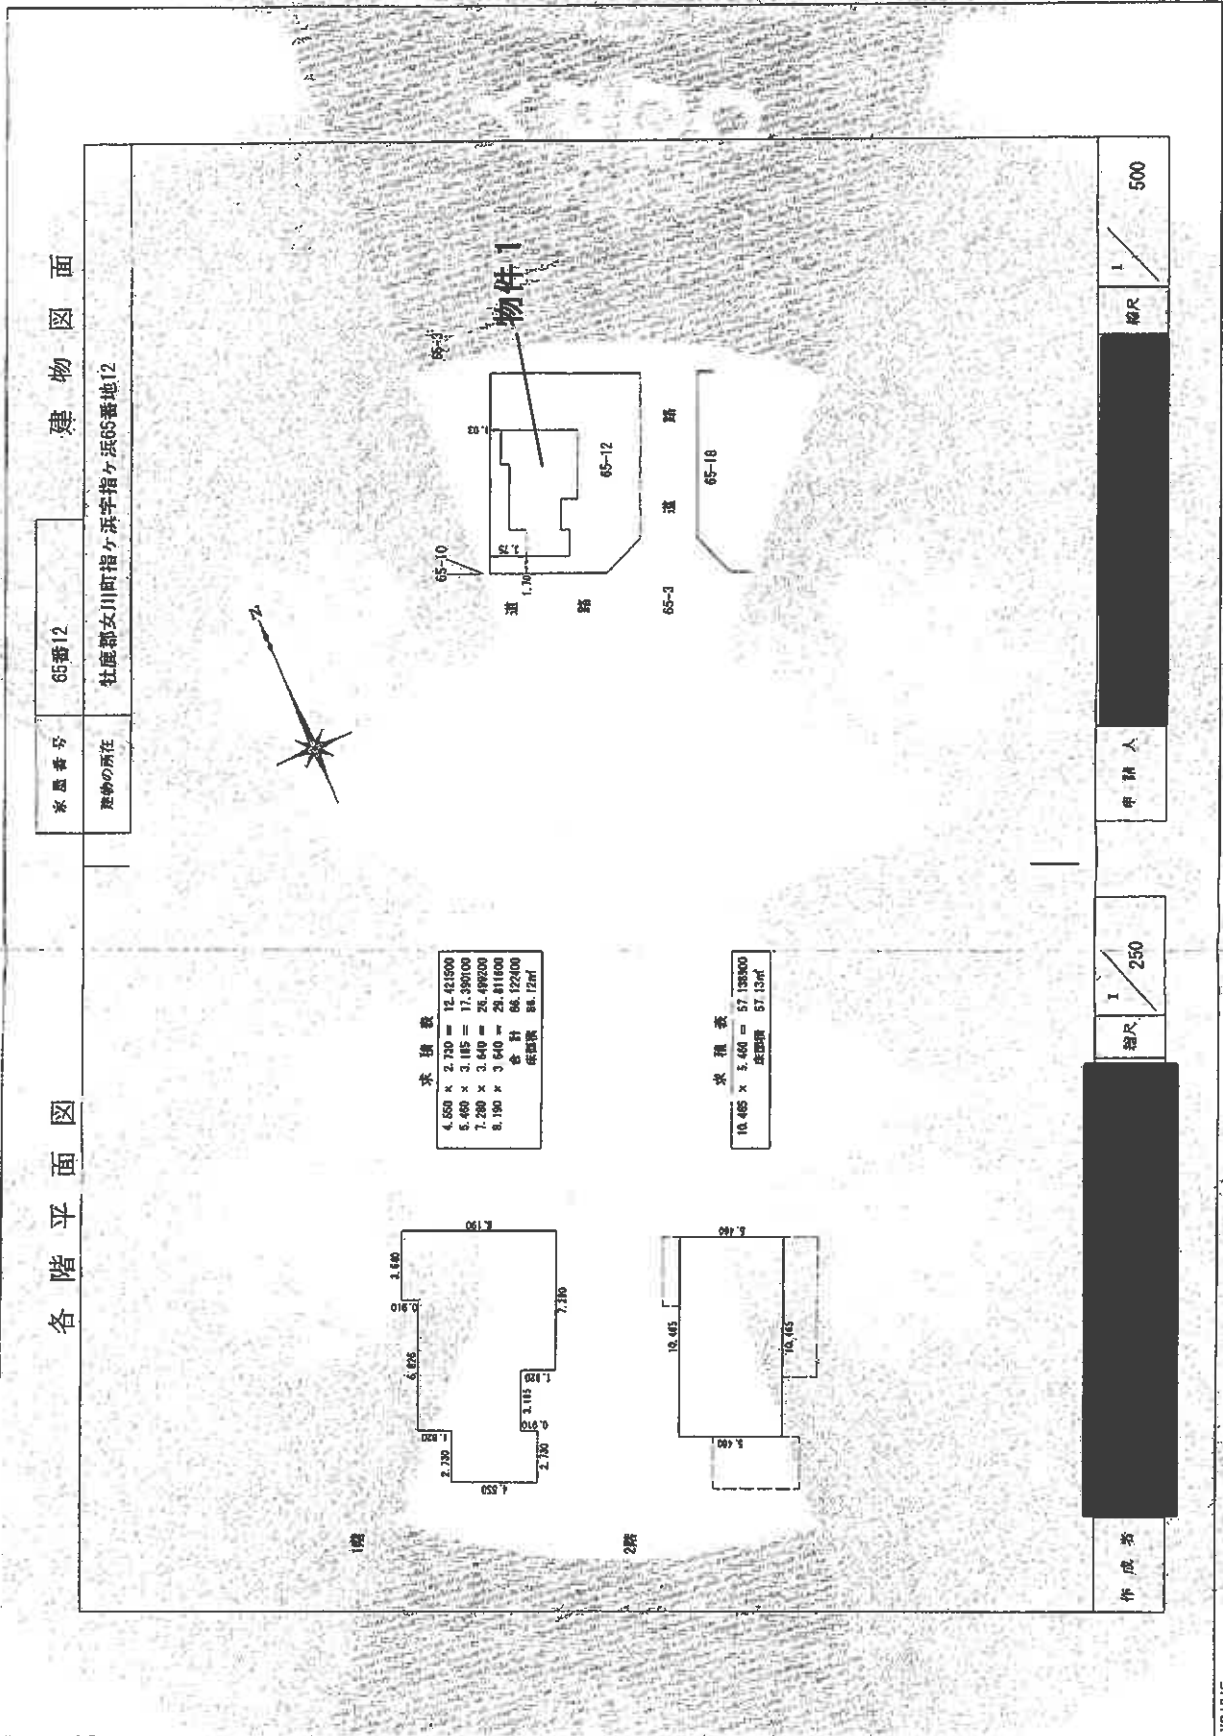 各階平面図
建物図面
家屋番号 65番12
建物の所在 牡鹿郡女川町指ケ浜字指ケ浜65番地12
1階
3.640
0.910
6.825
1.820
2.730
4.550
2.730
0.910
3.185
1.820
7.280
8.190
求積表
4.550 × 2.730 = 12.421500
5.460 × 3.185 = 17.390100
7.280 × 3.640 = 26.499200
8.190 × 3.640 = 29.811600
合計 86.122400
床面積 86.12㎡
2階
10.465
5.460
10.465
5.460
求積表
10.465 × 5.460 = 57.138900
床面積 57.13㎡
N
65-3
物件1
1.03
65-12
65-10
3.75
1.70
道路
道路
65-3
65-18
作成者
縮尺 1/250
申請人
縮尺 1/500